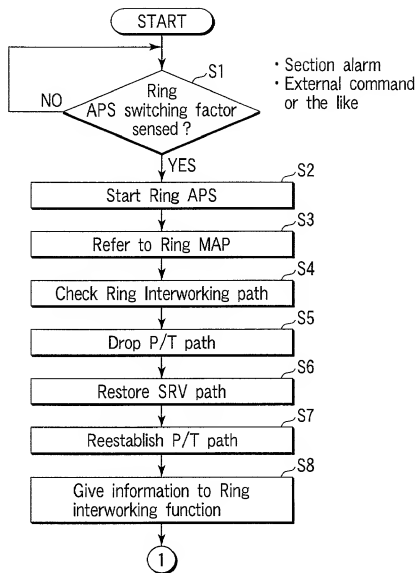 START
S1
Ring
APS switching factor
sensed ?
NO
YES
· Section alarm
· External command
or the like
S2
Start Ring APS
S3
Refer to Ring MAP
S4
Check Ring Interworking path
S5
Drop P/T path
S6
Restore SRV path
S7
Reestablish P/T path
S8
Give information to Ring
interworking function
1